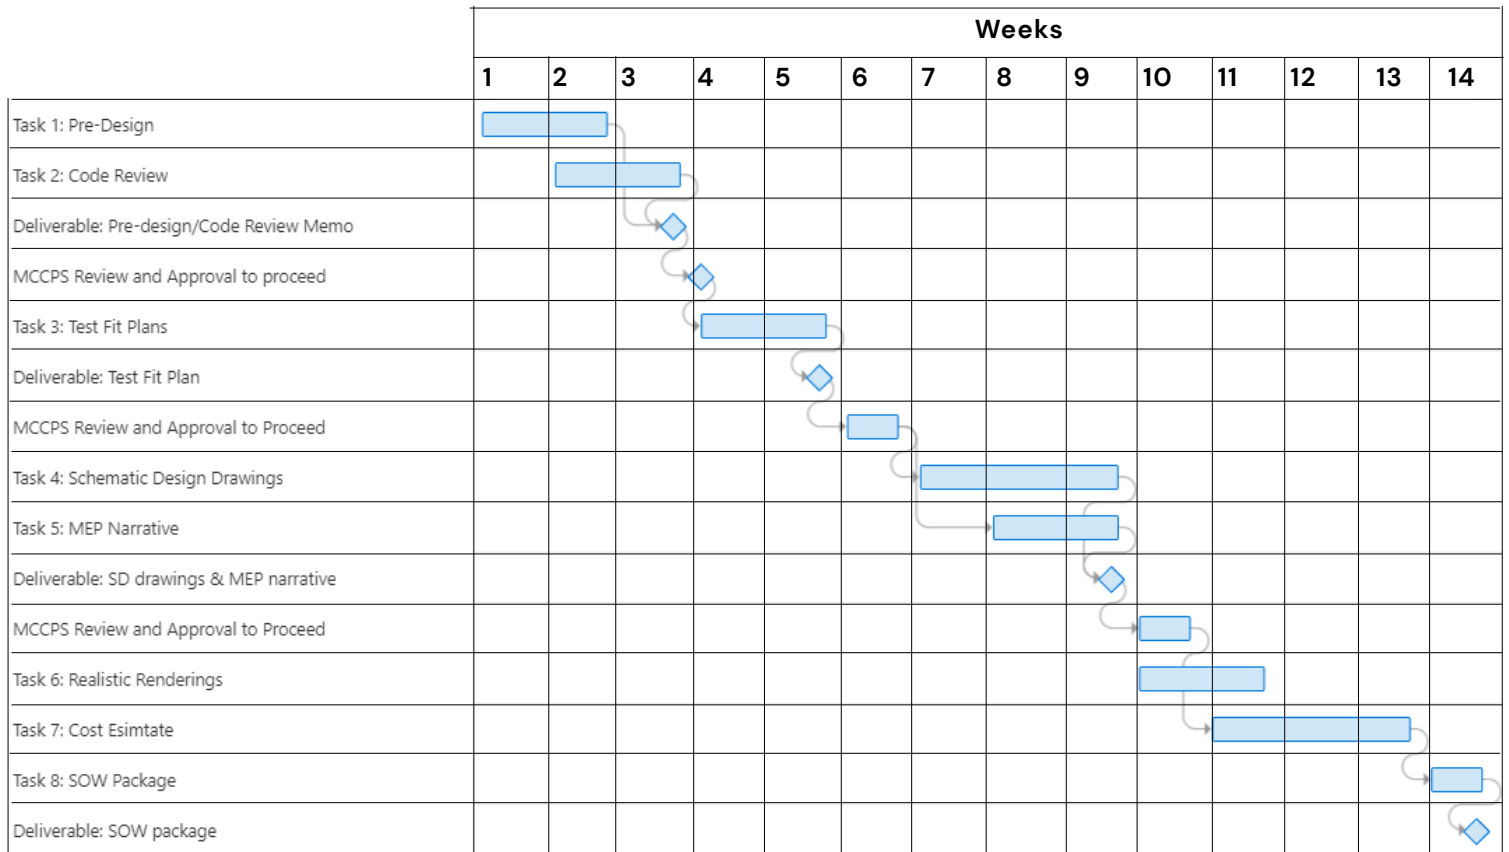 Weeks
1 2 3 4 5 6 7 8 9 10 11 12 13 14
Task 1: Pre-Design
Task 2: Code Review
Deliverable: Pre-design/Code Review Memo
MCCPS Review and Approval to proceed
Task 3: Test Fit Plans
Deliverable: Test Fit Plan
MCCPS Review and Approval to Proceed
Task 4: Schematic Design Drawings
Task 5: MEP Narrative
Deliverable: SD drawings & MEP narrative
MCCPS Review and Approval to Proceed
Task 6: Realistic Renderings
Task 7: Cost Esimtate
Task 8: SOW Package
Deliverable: SOW package